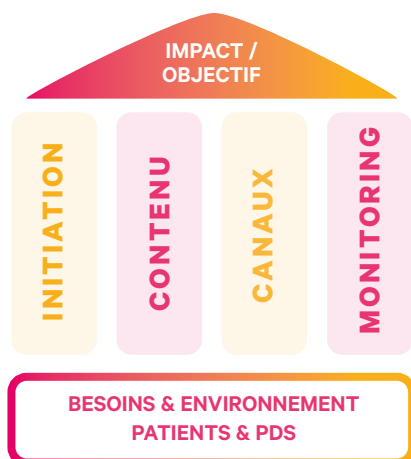 IMPACT /
OBJECTIF
INITIATION
CONTENU
CANAUX
MONITORING
BESOINS & ENVIRONNEMENT
PATIENTS & PDS